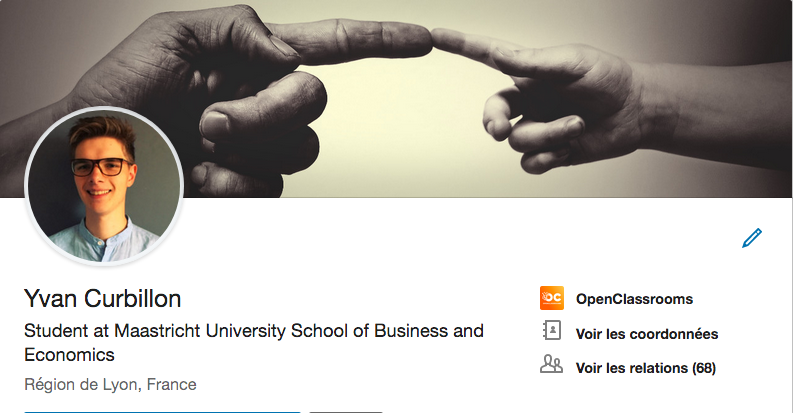 Yvan Curbillon
Student at Maastricht University School of Business and
Economics
Région de Lyon, France
OC
OpenClassrooms
Voir les coordonnées
Voir les relations (68)